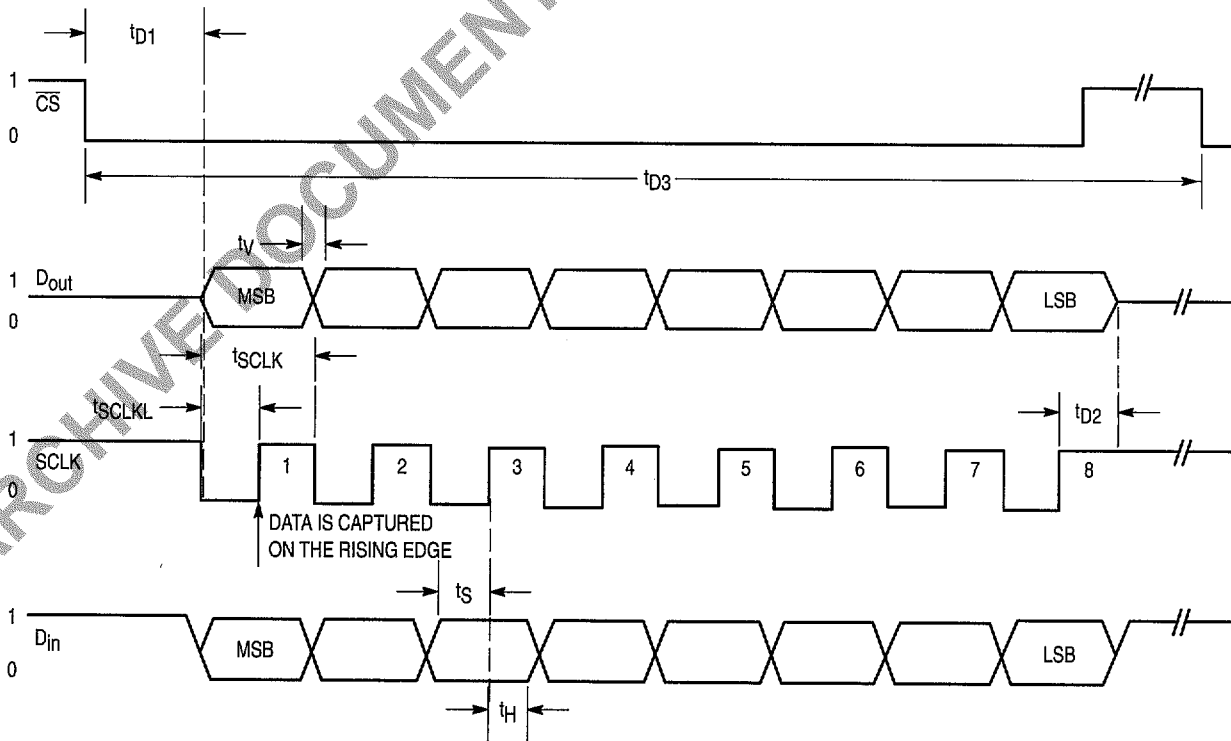 tD1
1
CS
0
tD3
tV
1 Dout
MSB
LSB
0
tSCLK
tSCLKL
tD2
1
SCLK
1 2 3 4 5 6 7 8
0
DATA IS CAPTURED
ON THE RISING EDGE
tS
1
Din
MSB
LSB
0
tH
ARCHIVE DOCUMENT